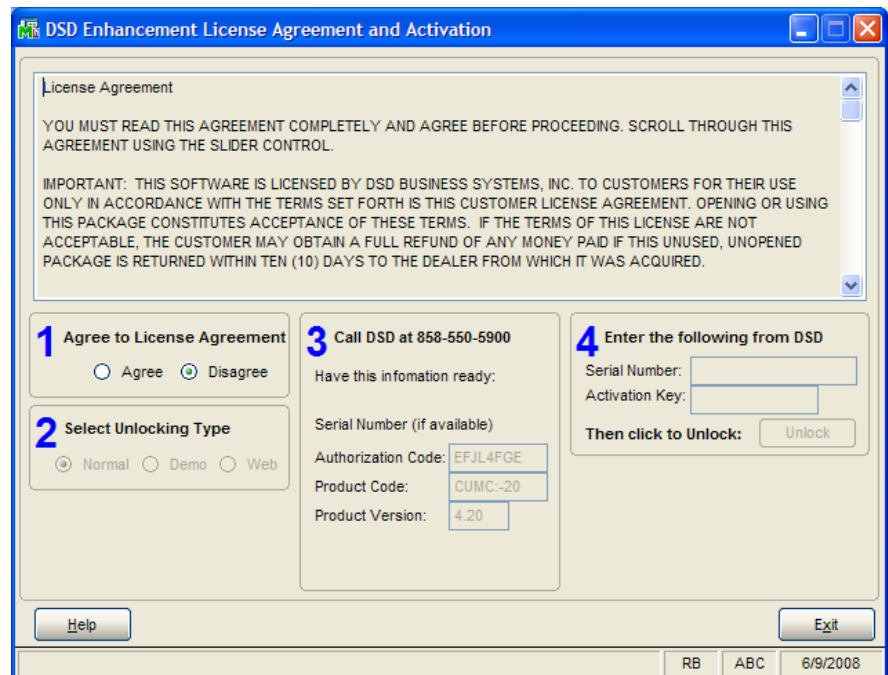 DSD Enhancement License Agreement and Activation
License Agreement
YOU MUST READ THIS AGREEMENT COMPLETELY AND AGREE BEFORE PROCEEDING. SCROLL THROUGH THIS
AGREEMENT USING THE SLIDER CONTROL.
IMPORTANT: THIS SOFTWARE IS LICENSED BY DSD BUSINESS SYSTEMS, INC. TO CUSTOMERS FOR THEIR USE
ONLY IN ACCORDANCE WITH THE TERMS SET FORTH IS THIS CUSTOMER LICENSE AGREEMENT. OPENING OR USING
THIS PACKAGE CONSTITUTES ACCEPTANCE OF THESE TERMS. IF THE TERMS OF THIS LICENSE ARE NOT
ACCEPTABLE, THE CUSTOMER MAY OBTAIN A FULL REFUND OF ANY MONEY PAID IF THIS UNUSED, UNOPENED
PACKAGE IS RETURNED WITHIN TEN (10) DAYS TO THE DEALER FROM WHICH IT WAS ACQUIRED.
1 Agree to License Agreement
Agree Disagree
2 Select Unlocking Type
Normal Demo Web
3 Call DSD at 858-550-5900
Have this infomation ready:
Serial Number (if available)
Authorization Code: EFJL4FGE
Product Code: CUMC:-20
Product Version: 4.20
4 Enter the following from DSD
Serial Number:
Activation Key:
Then click to Unlock: Unlock
Help Exit
RB ABC 6/9/2008